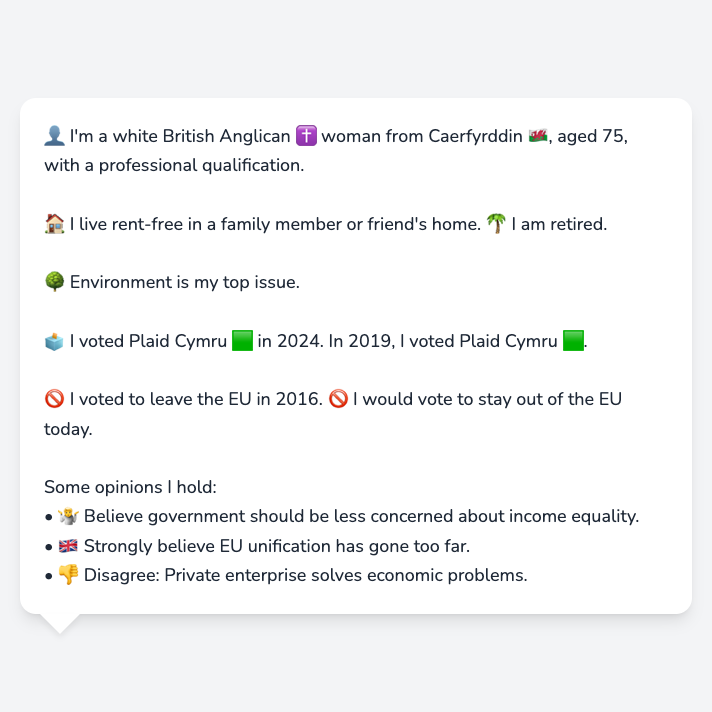 👤 I'm a white British Anglican ✝️ woman from Caerfyrddin 🏴󠁧󠁢󠁷󠁬󠁳󠁿, aged 75,
with a professional qualification.
🏠 I live rent-free in a family member or friend's home. 🌴 I am retired.
🌳 Environment is my top issue.
🗳️ I voted Plaid Cymru 🟩 in 2024. In 2019, I voted Plaid Cymru 🟩.
🚫 I voted to leave the EU in 2016. 🚫 I would vote to stay out of the EU
today.
Some opinions I hold:
• 🤷 Believe government should be less concerned about income equality.
• 🇬🇧 Strongly believe EU unification has gone too far.
• 👎 Disagree: Private enterprise solves economic problems.